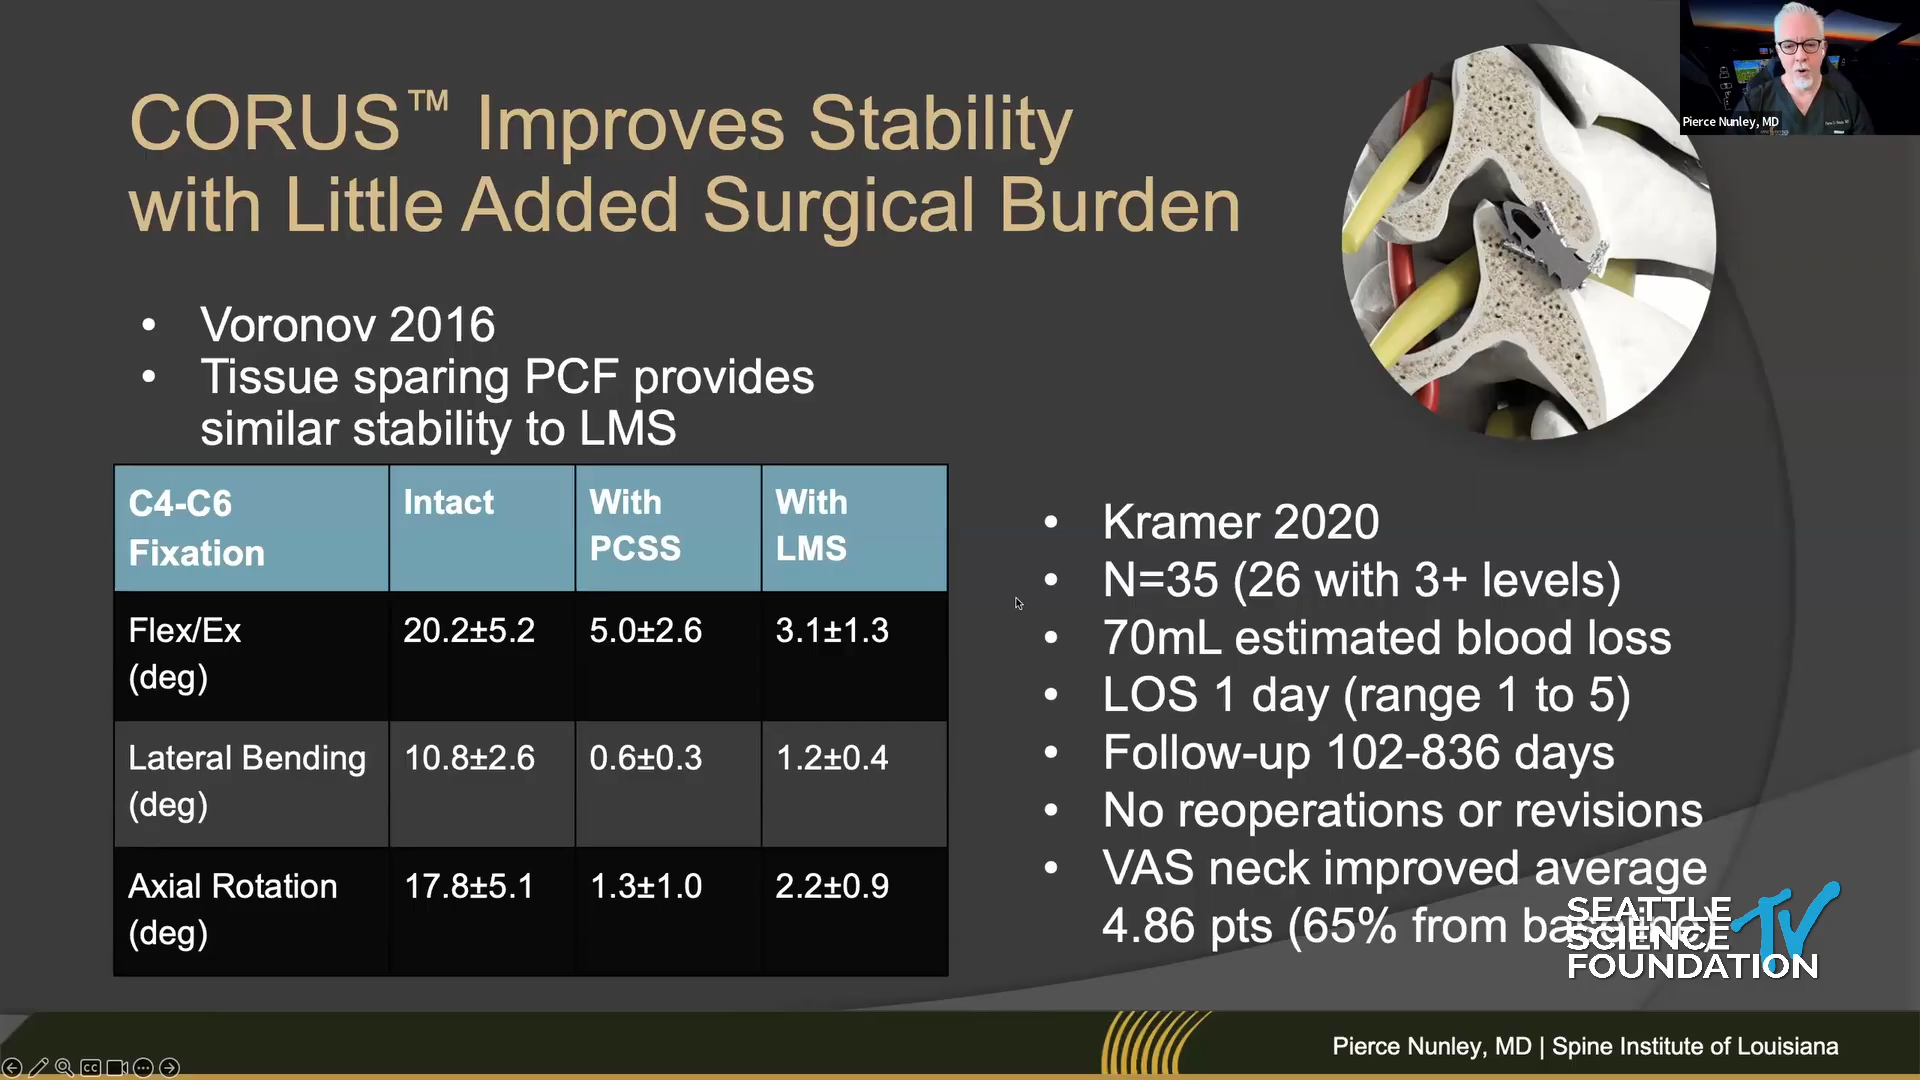 CORUS™ Improves Stability
with Little Added Surgical Burden
Pierce Nunley, MD
• Voronov 2016
• Tissue sparing PCF provides
similar stability to LMS
C4-C6 Fixation | Intact | With PCSS | With LMS
Flex/Ex (deg) | 20.2±5.2 | 5.0±2.6 | 3.1±1.3
Lateral Bending (deg) | 10.8±2.6 | 0.6±0.3 | 1.2±0.4
Axial Rotation (deg) | 17.8±5.1 | 1.3±1.0 | 2.2±0.9
• Kramer 2020
• N=35 (26 with 3+ levels)
• 70mL estimated blood loss
• LOS 1 day (range 1 to 5)
• Follow-up 102-836 days
• No reoperations or revisions
• VAS neck improved average
4.86 pts (65% from baseline)
SEATTLE
SCIENCE
FOUNDATION
TV
Pierce Nunley, MD | Spine Institute of Louisiana
CC